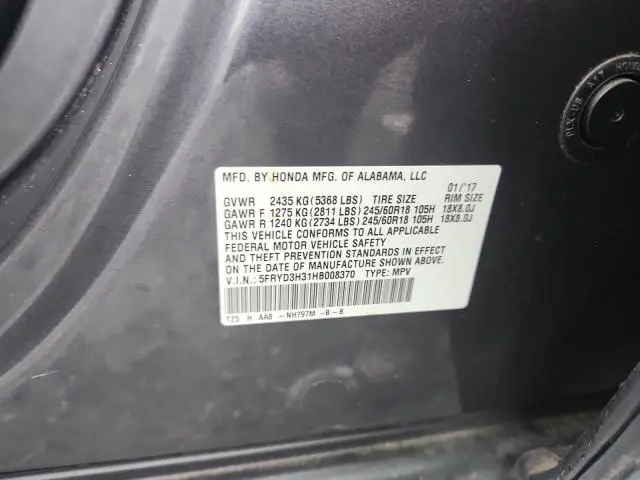 MFD. BY HONDA MFG. OF ALABAMA, LLC
01/'17
GVWR 2435 KG(5368 LBS) TIRE SIZE RIM SIZE
GAWR F 1275 KG(2811 LBS) 245/60R18 105H 18X8.0J
GAWR R 1240 KG(2734 LBS) 245/60R18 105H 18X8.0J
THIS VEHICLE CONFORMS TO ALL APPLICABLE
FEDERAL MOTOR VEHICLE SAFETY
AND THEFT PREVENTION STANDARDS IN EFFECT
ON THE DATE OF MANUFACTURE SHOWN ABOVE.
V.I.N.: 5FRYD3H31HB008370 TYPE: MPV
TZ5 H AAB -NH797M -B-B
HONDA